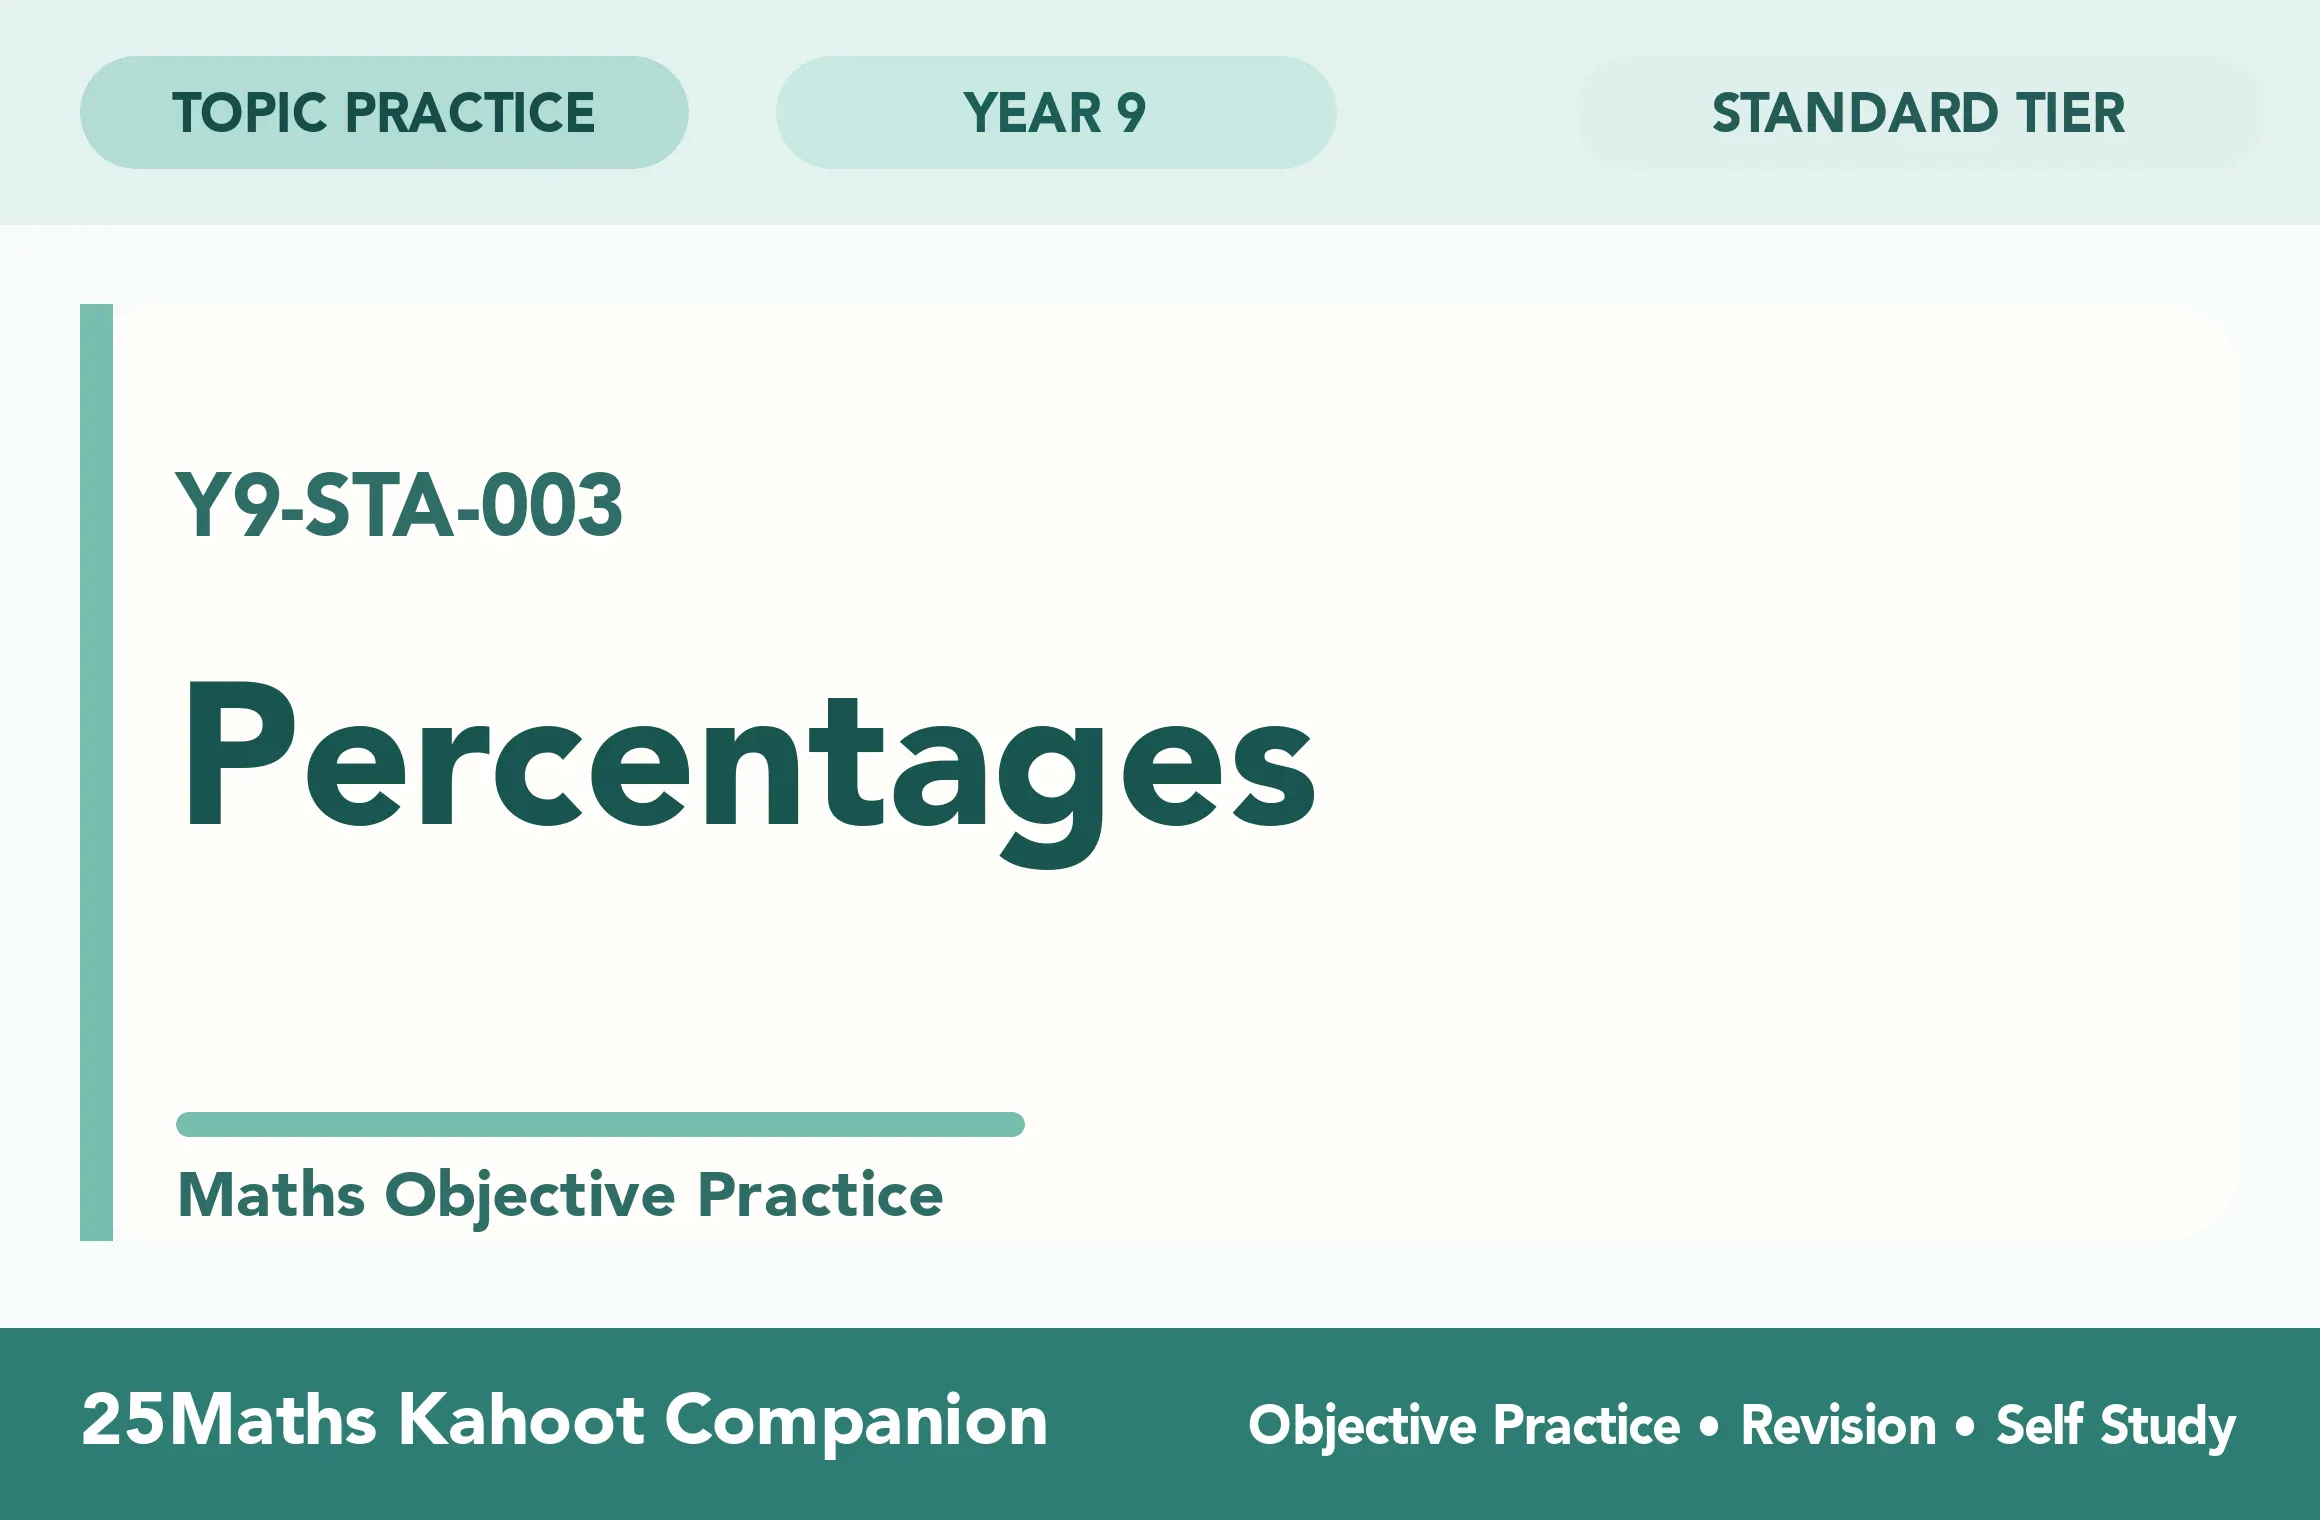 TOPIC PRACTICE
YEAR 9
STANDARD TIER
Y9-STA-003
Percentages
Maths Objective Practice
25Maths Kahoot Companion
Objective Practice • Revision • Self Study